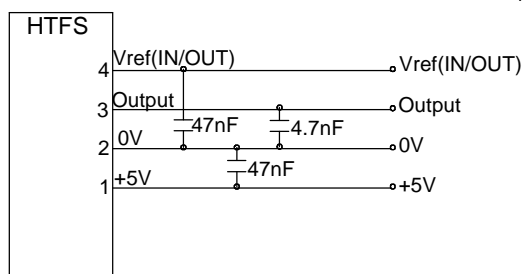 HTFS
4 Vref(IN/OUT) Vref(IN/OUT)
3 Output Output
47nF 4.7nF
2 0V 0V
47nF
1 +5V +5V